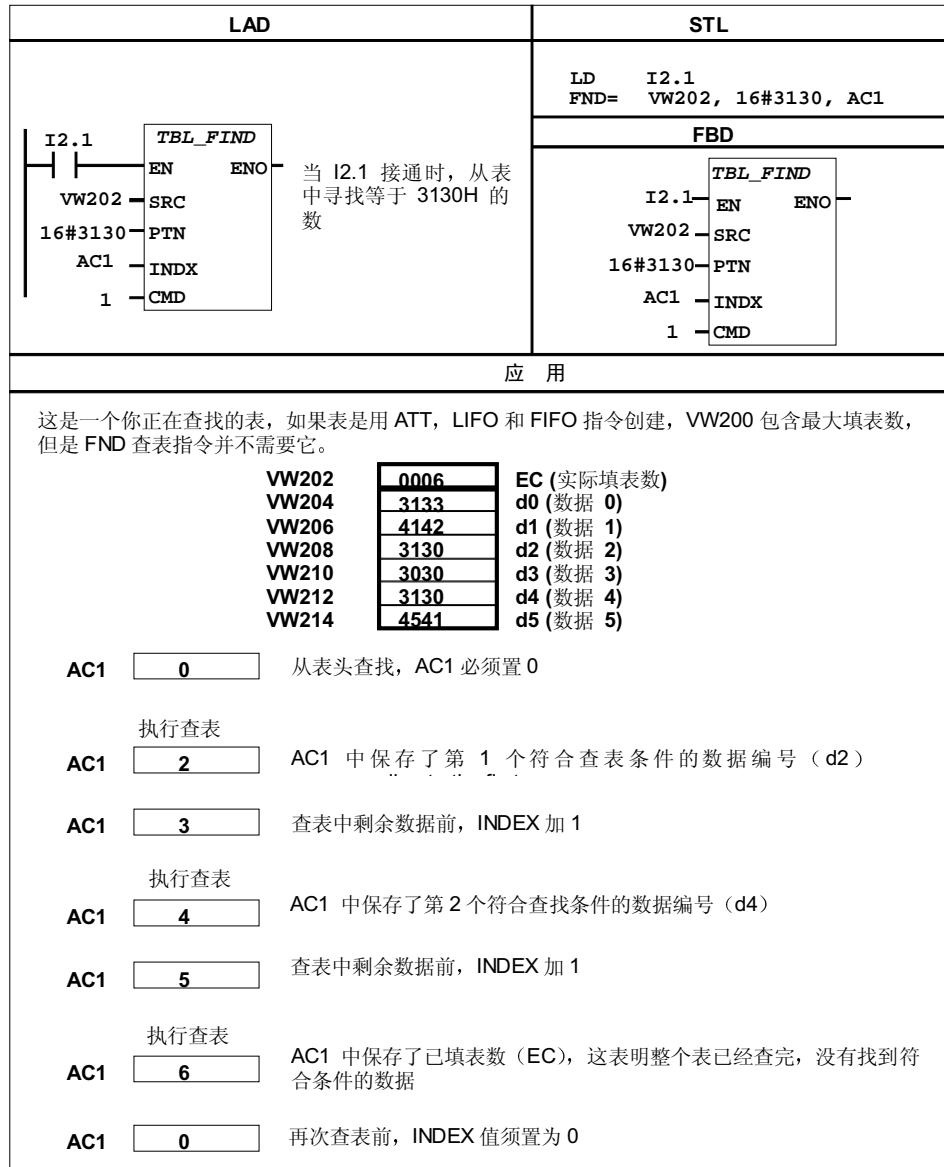 LAD
STL
LD I2.1
FND= VW202, 16#3130, AC1
I2.1
TBL_FIND
EN ENO
VW202 SRC
16#3130 PTN
AC1 INDX
1 CMD
当 I2.1 接通时，从表
中寻找等于 3130H 的
数
FBD
TBL_FIND
I2.1 EN ENO
VW202 SRC
16#3130 PTN
AC1 INDX
1 CMD
应 用
这是一个你正在查找的表，如果表是用 ATT，LIFO 和 FIFO 指令创建，VW200 包含最大填表数，
但是 FND 查表指令并不需要它。
VW202 0006 EC (实际填表数)
VW204 3133 d0 (数据 0)
VW206 4142 d1 (数据 1)
VW208 3130 d2 (数据 2)
VW210 3030 d3 (数据 3)
VW212 3130 d4 (数据 4)
VW214 4541 d5 (数据 5)
AC1 0 从表头查找，AC1 必须置 0
执行查表
AC1 2 AC1 中保存了第 1 个符合查表条件的数据编号（d2）
AC1 3 查表中剩余数据前，INDEX 加 1
执行查表
AC1 4 AC1 中保存了第 2 个符合查找条件的数据编号（d4）
AC1 5 查表中剩余数据前，INDEX 加 1
执行查表
AC1 6 AC1 中保存了已填表数（EC），这表明整个表已经查完，没有找到符
合条件的数据
AC1 0 再次查表前，INDEX 值须置为 0